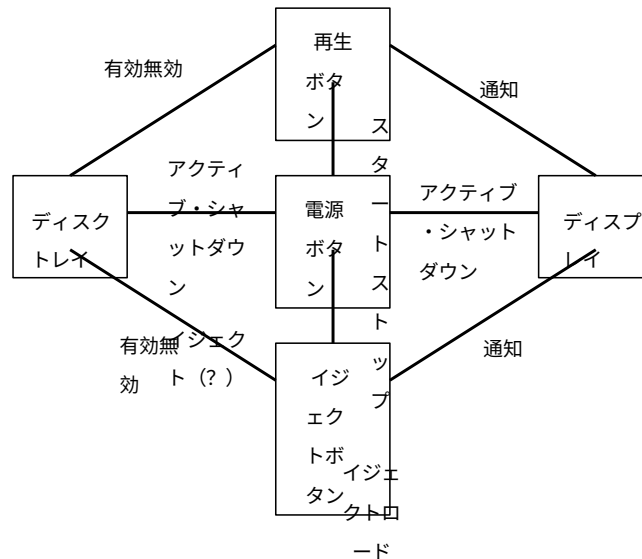 再生
ボタ
ン
有効無効
通知
スタートストップ
アクティ
ブ・シャ
ットダウ
ン
イジェク
ト（？）
電源
ボタ
ン
アクティブ
・シャット
ダウン
ディスク
トレイ
ディスプ
レイ
有効無
効
通知
イジ
ェク
トボ
タン
イジェ
クトロ
ード